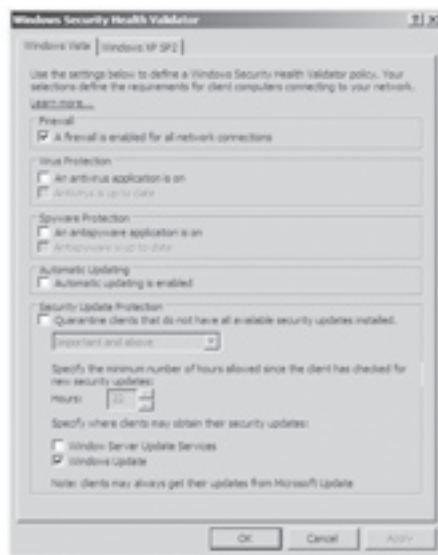 Windows Security Health Validator
Windows Vista
Windows XP SP2
Use the settings below to define a Windows Security Health Validator policy. Your
selections define the requirements for client computers connecting to your network.
Learn more...
Firewall
A firewall is enabled for all network connections
Virus Protection
An antivirus application is on
Antivirus is up to date
Spyware Protection
An antispyware application is on
Antispyware is up to date
Automatic Updating
Automatic updating is enabled
Security Update Protection
Quarantine clients that do not have all available security updates installed.
Important and above
Specify the minimum number of hours allowed since the client has checked for
new security updates:
Hours:
Specify where clients may obtain their security updates:
Window Server Update Services
Windows Update
Note: clients may always get their updates from Microsoft Update
OK
Cancel
Apply